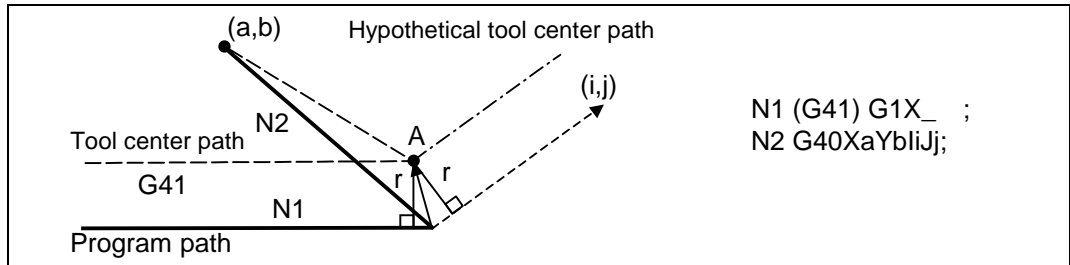 (a,b)
Hypothetical tool center path
(i,j)
N2
A
Tool center path
r
r
G41
N1
Program path
N1 (G41) G1X_ ;
N2 G40XaYbIiJj;